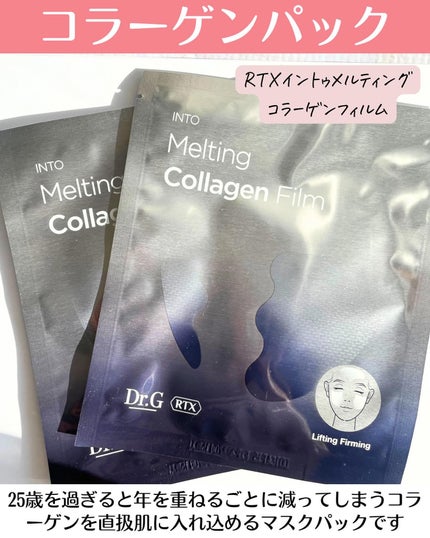 コラーゲンパック
RTXイントゥメルティング
コラーゲンフィルム
INTO
Melting
Collagen Film
INTO
Melting
Collag
Dr.G RTX
Lifting Firming
Dr.G
25歳を過ぎると年を重ねるごとに減ってしまうコラ
ーゲンを直扱肌に入れ込めるマスクパックです